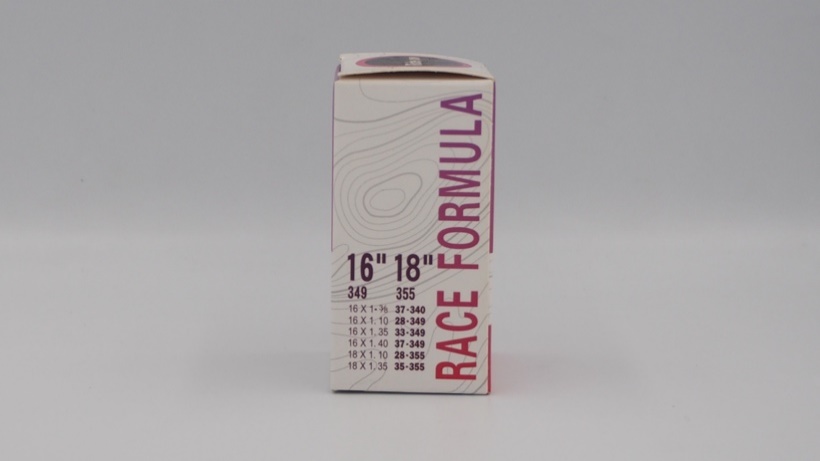 16" 18"
349 355
16 X 1-⅜ 37-340
16 X 1.10 28-349
16 X 1.35 33-349
16 X 1.40 37-349
18 X 1.10 28-355
18 X 1.35 35-355
RACE FORMULA